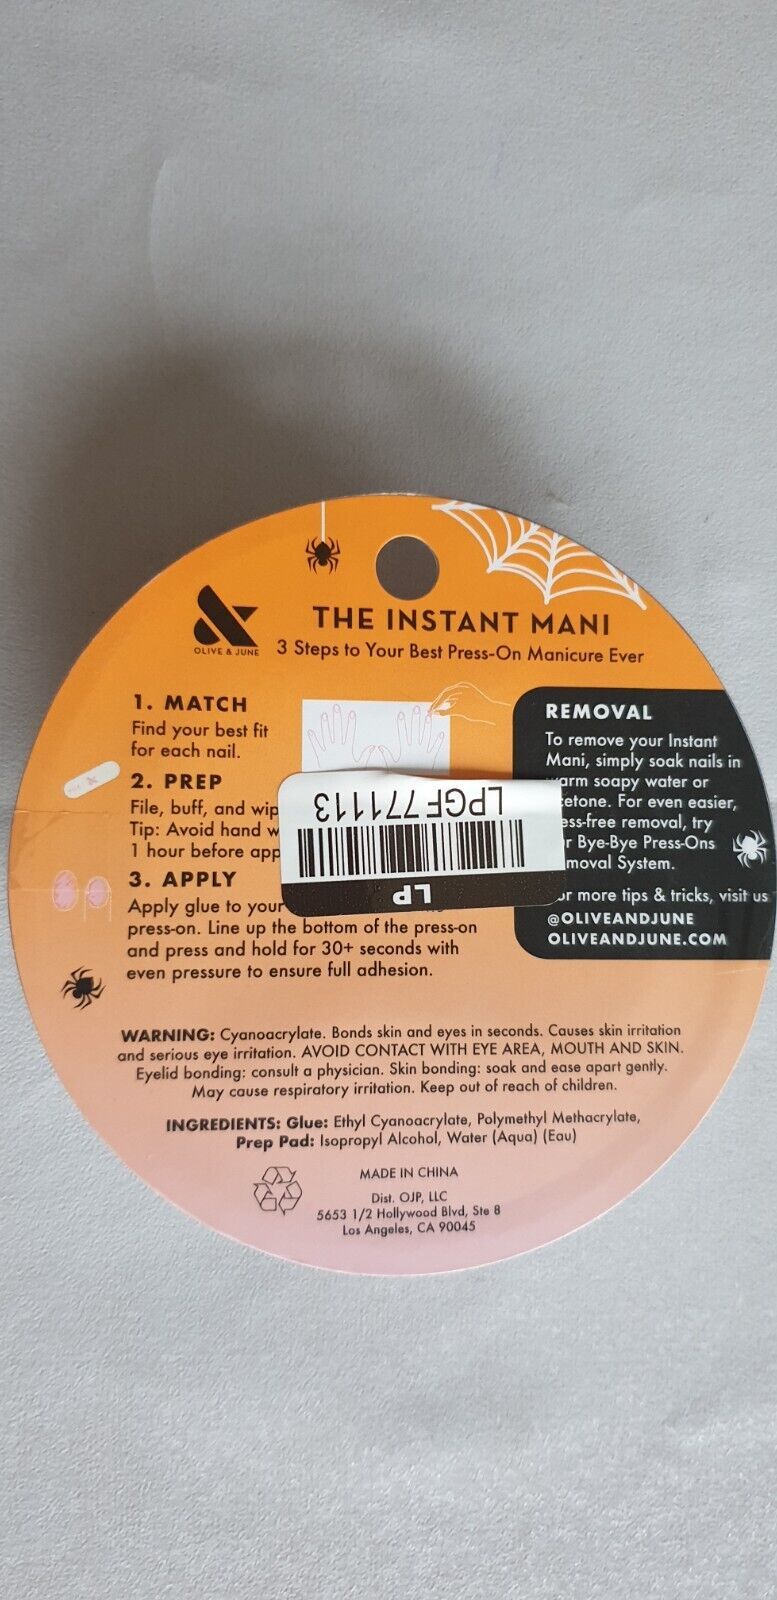 OLIVE & JUNE
THE INSTANT MANI
3 Steps to Your Best Press-On Manicure Ever
1. MATCH
Find your best fit
for each nail.
2. PREP
File, buff, and
Tip: Avoid hand
1 hour before
3. APPLY
Apply glue to your
press-on. Line up the bottom of the press-on
and press and hold for 30+ seconds with
even pressure to ensure full adhesion.
LPGF771113
LP
REMOVAL
To remove your Instant
Mani, simply soak nails in
warm soapy water or
acetone. For even easier,
mess-free removal, try
our Bye-Bye Press-Ons
Removal System.
For more tips & tricks, visit us
@OLIVEANDJUNE
OLIVEANDJUNE.COM
WARNING: Cyanoacrylate. Bonds skin and eyes in seconds. Causes skin irritation
and serious eye irritation. AVOID CONTACT WITH EYE AREA, MOUTH AND SKIN.
Eyelid bonding: consult a physician. Skin bonding: soak and ease apart gently.
May cause respiratory irritation. Keep out of reach of children.
INGREDIENTS: Glue: Ethyl Cyanoacrylate, Polymethyl Methacrylate,
Prep Pad: Isopropyl Alcohol, Water (Aqua) (Eau)
MADE IN CHINA
Dist. OJP, LLC
5653 1/2 Hollywood Blvd, Ste 8
Los Angeles, CA 90045